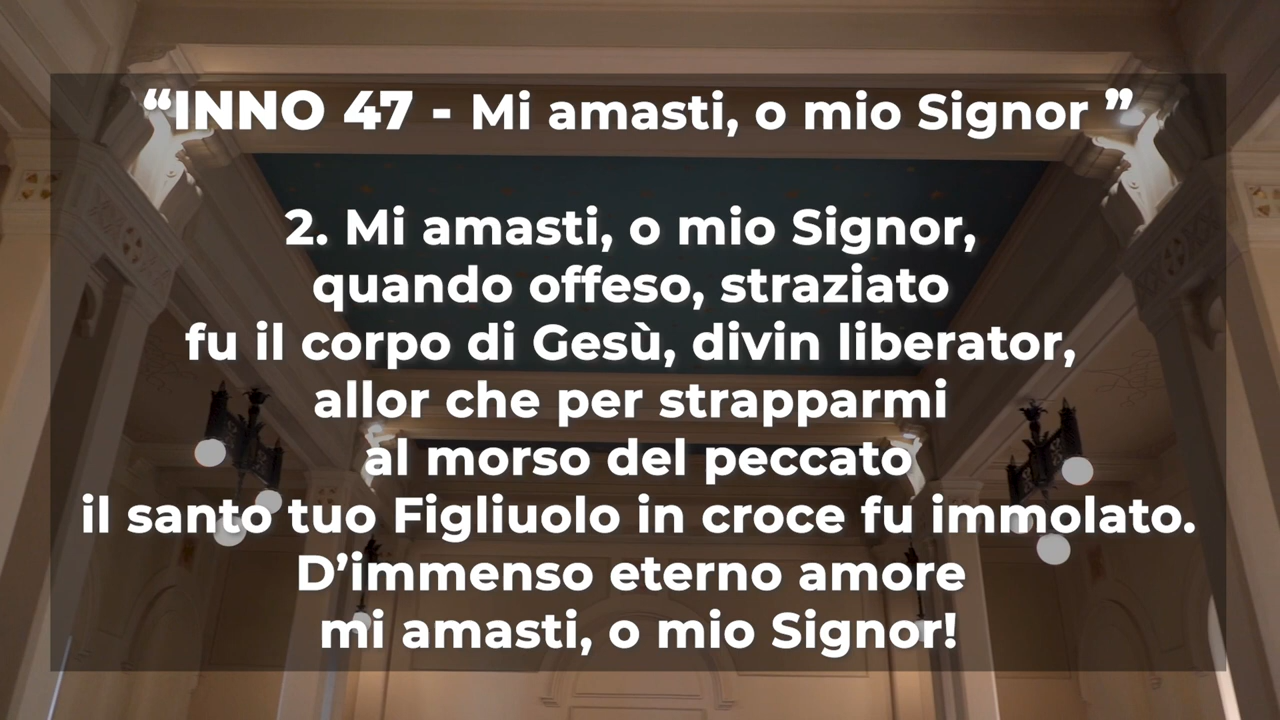 “INNO 47 - Mi amasti, o mio Signor ”
2. Mi amasti, o mio Signor,
quando offeso, straziato
fu il corpo di Gesù, divin liberator,
allor che per strapparmi
al morso del peccato
il santo tuo Figliuolo in croce fu immolato.
D’immenso eterno amore
mi amasti, o mio Signor!